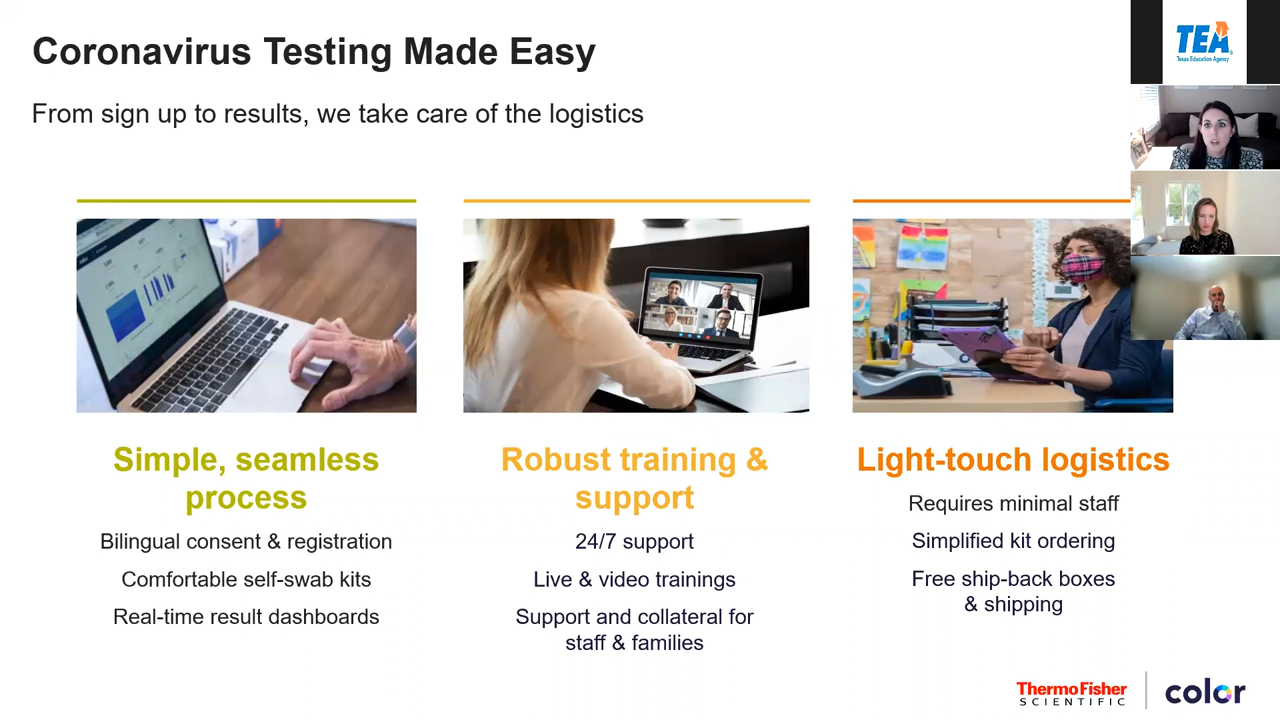 Coronavirus Testing Made Easy
From sign up to results, we take care of the logistics
TEA
Texas Education Agency
Simple, seamless
process
Bilingual consent & registration
Comfortable self-swab kits
Real-time result dashboards
Robust training &
support
24/7 support
Live & video trainings
Support and collateral for
staff & families
Light-touch logistics
Requires minimal staff
Simplified kit ordering
Free ship-back boxes
& shipping
ThermoFisher
SCIENTIFIC
color